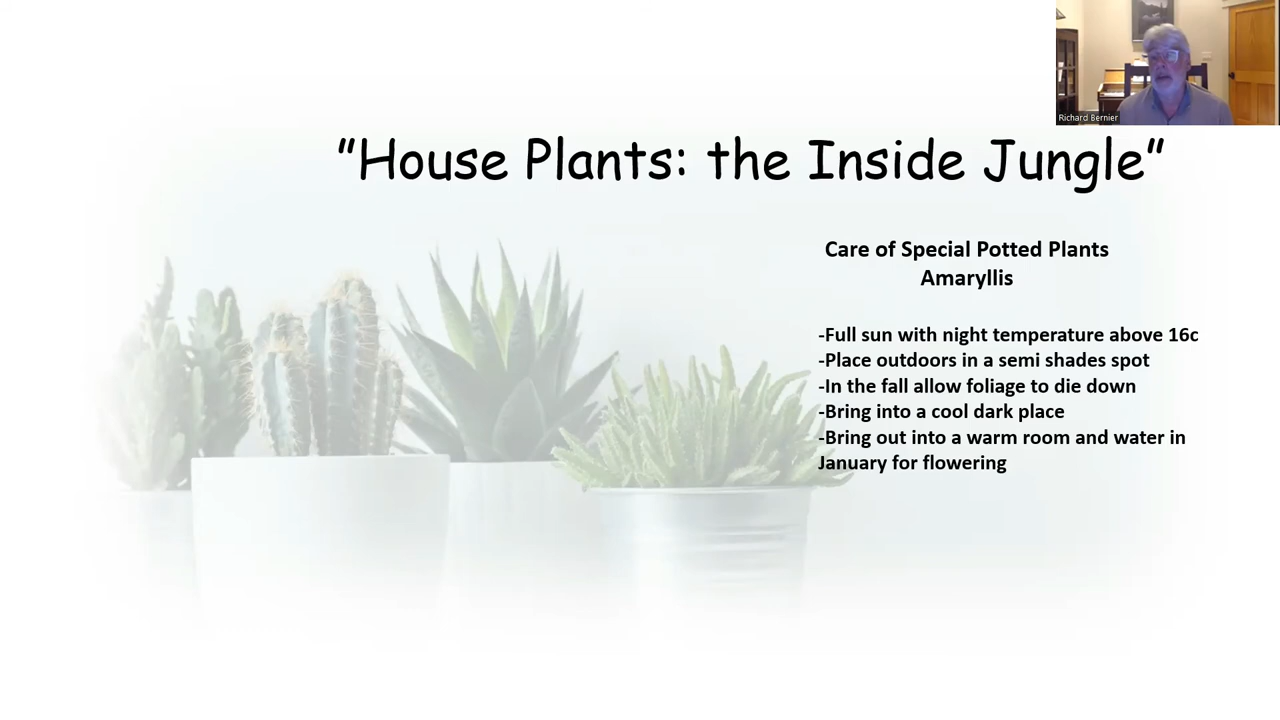 Richard Bernier
"House Plants: the Inside Jungle"
Care of Special Potted Plants
Amaryllis
-Full sun with night temperature above 16c
-Place outdoors in a semi shades spot
-In the fall allow foliage to die down
-Bring into a cool dark place
-Bring out into a warm room and water in
January for flowering